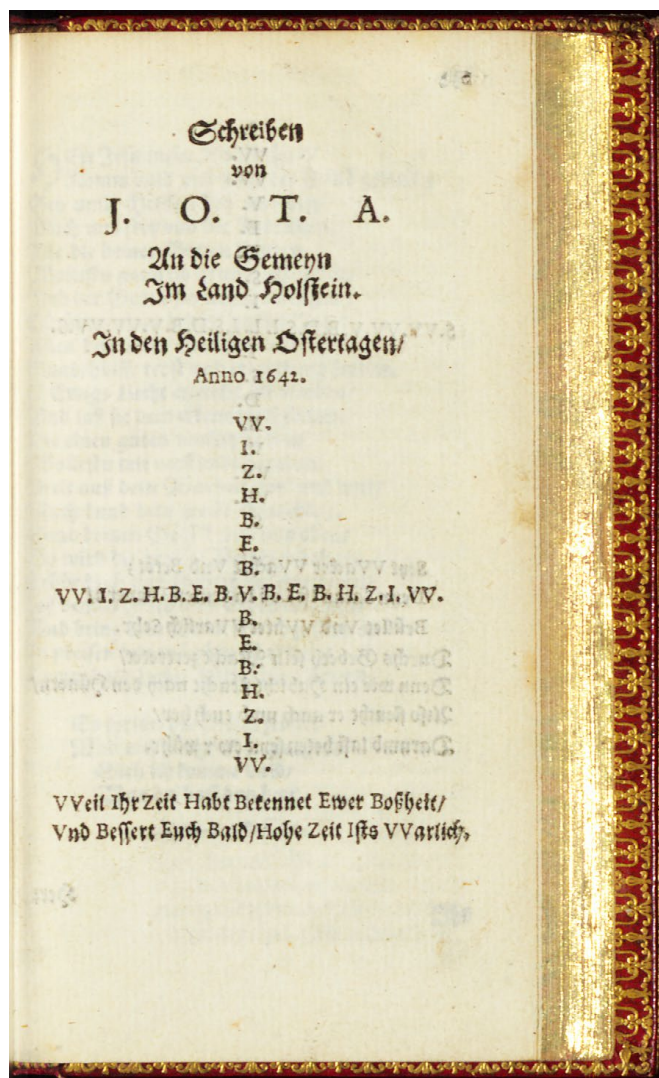 Schreiben
von
J. O. T. A.
An die Gemeyn
Im Land Holstein.
In den Heiligen Ostertagen/
Anno 1642.
VV.
I.
Z.
H.
B.
E.
B.
VV. I. Z. H. B. E. B. V. B. E. B. H. Z. I. VV.
B.
E.
B.
H.
Z.
I.
VV.
VVeil Ihr Zeit Habt Bekennet Ewer Boßheit/
Vnd Bessert Euch Bald/Hohe Zeit Ists VVarlich.